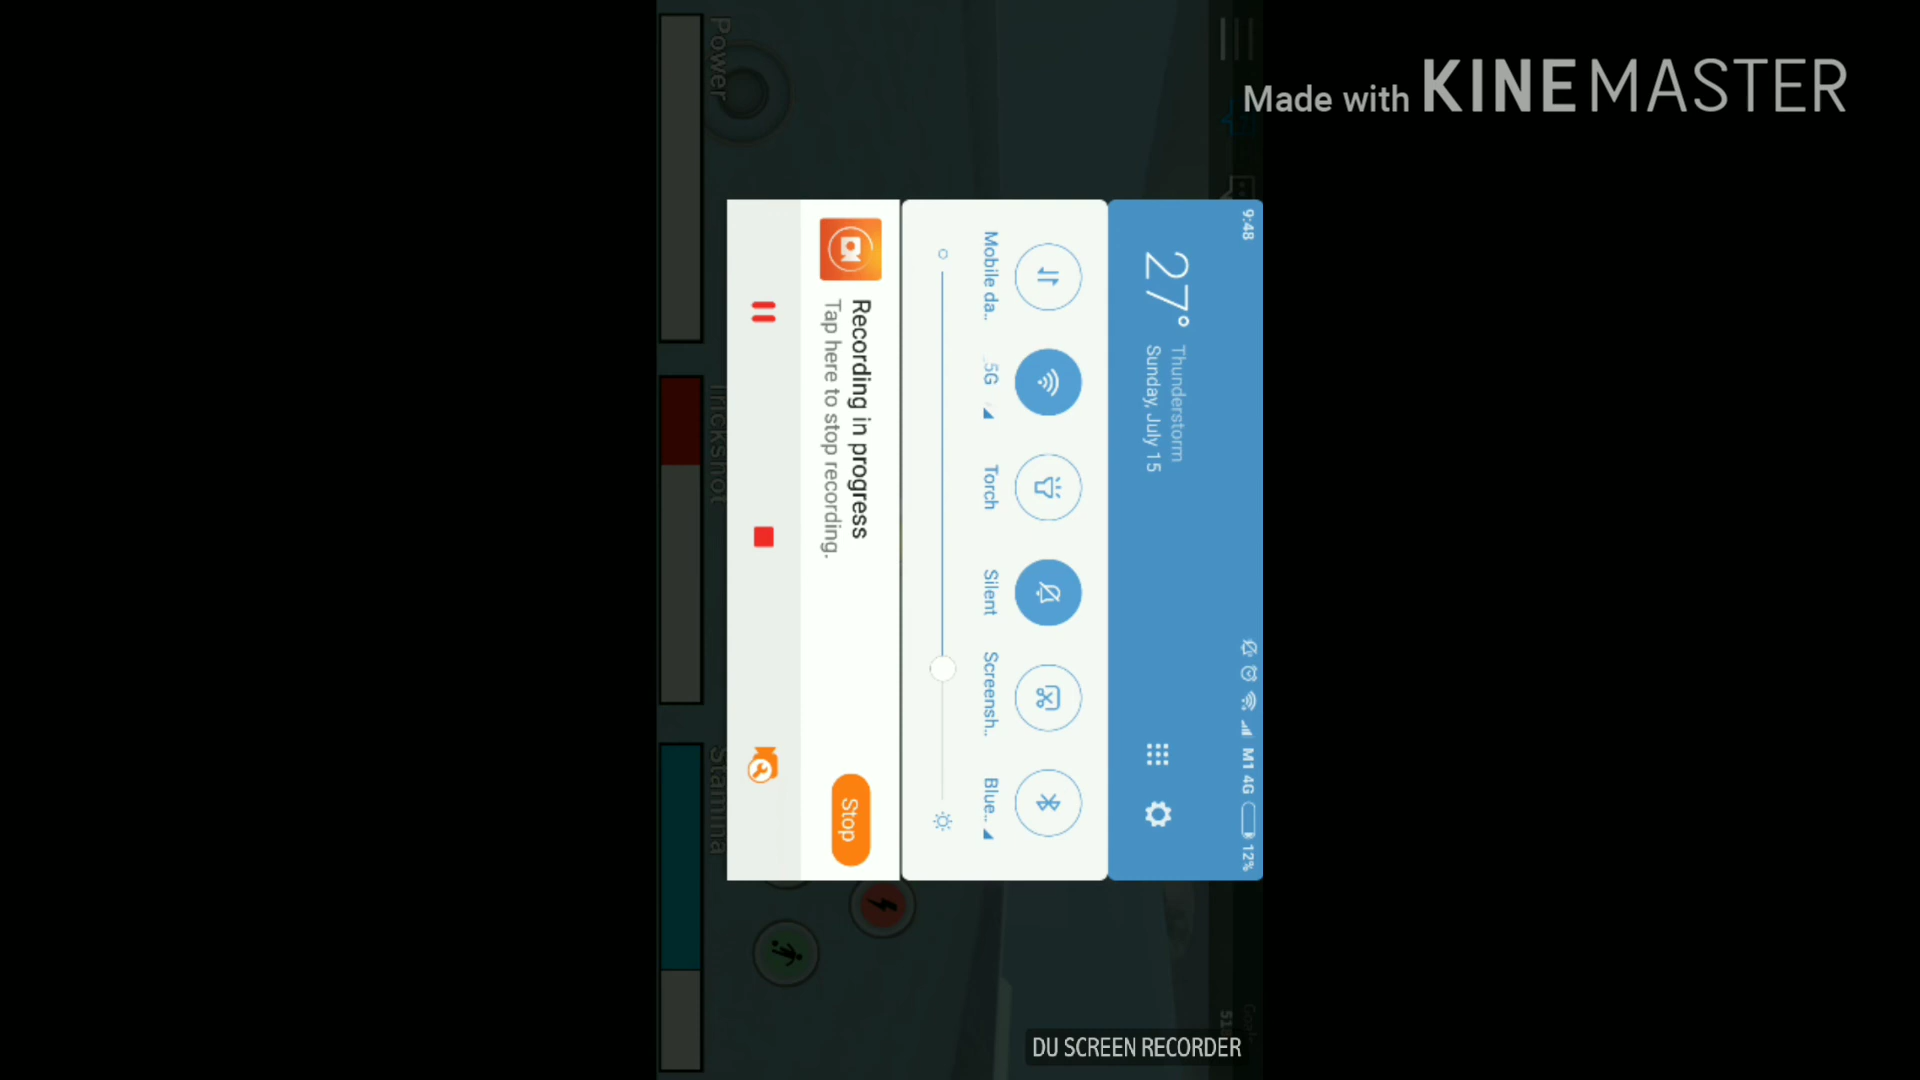 Made with KINEMASTER
9:48
M1 4G
12%
27°
Thunderstorm
Sunday, July 15
Mobile da..
5G
Torch
Silent
Screensh..
Blue..
Recording in progress
Tap here to stop recording.
Stop
Power
Trickshot
Stamina
DU SCREEN RECORDER